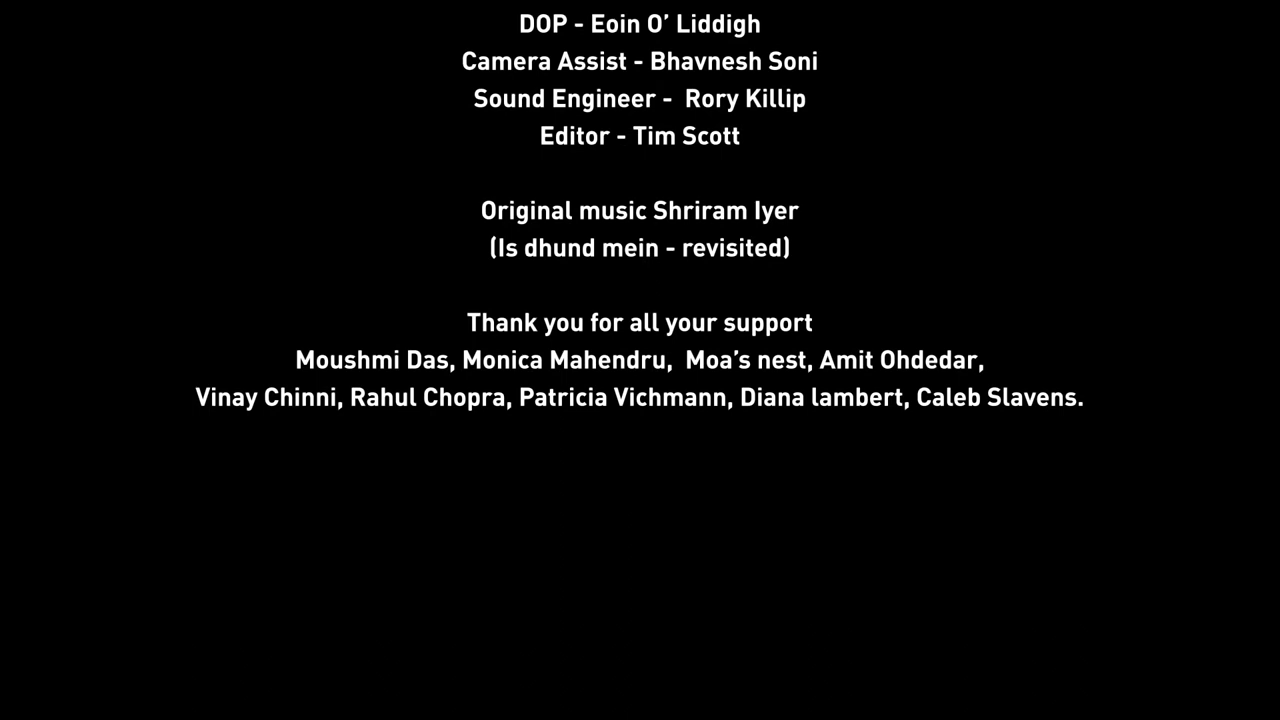 DOP - Eoin O’ Liddigh
Camera Assist - Bhavnesh Soni
Sound Engineer -  Rory Killip
Editor - Tim Scott
Original music Shriram Iyer
(Is dhund mein - revisited)
Thank you for all your support
Moushmi Das, Monica Mahendru,  Moa’s nest, Amit Ohdedar,
Vinay Chinni, Rahul Chopra, Patricia Vichmann, Diana lambert, Caleb Slavens.